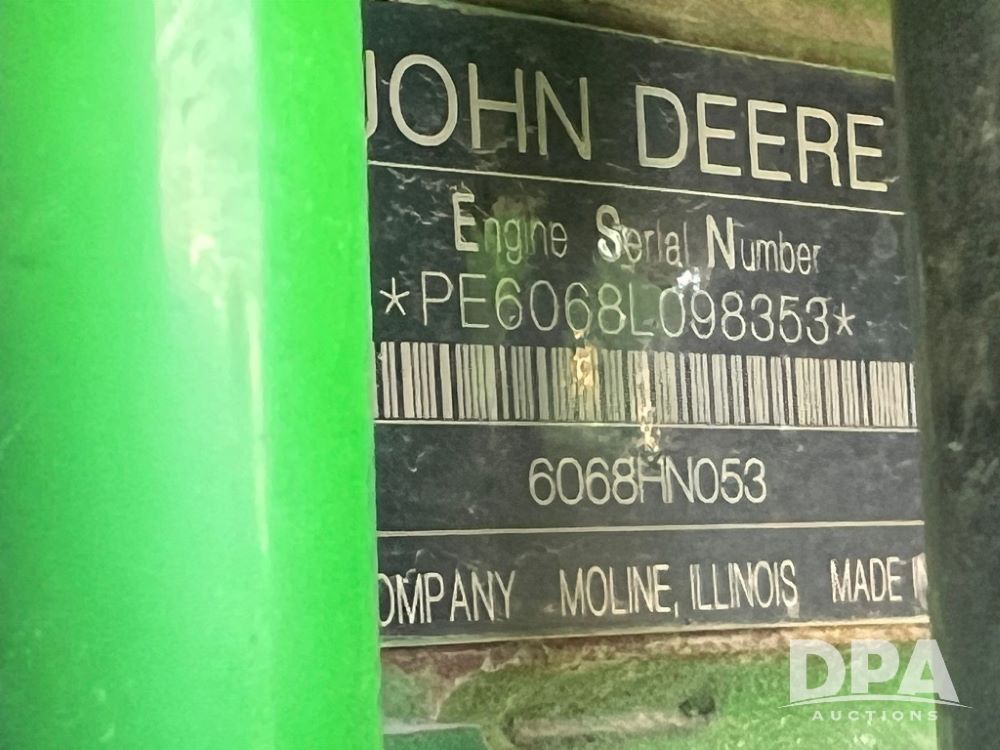 JOHN DEERE
Engine Serial Number
*PE6068L098353*
6068HN053
OMPANY MOLINE, ILLINOIS MADE
DPA
AUCTIONS